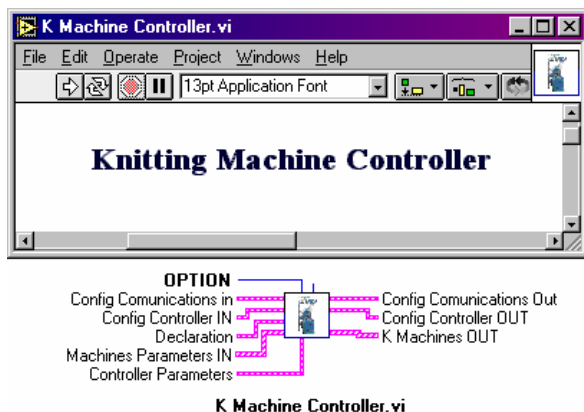 K Machine Controller.vi
File Edit Operate Project Windows Help
13pt Application Font
Knitting Machine Controller
OPTION
Config Comunications in
Config Controller IN
Declaration
Machines Parameters IN
Controller Parameters
Config Comunications Out
Config Controller OUT
K Machines OUT
K Machine Controller.vi